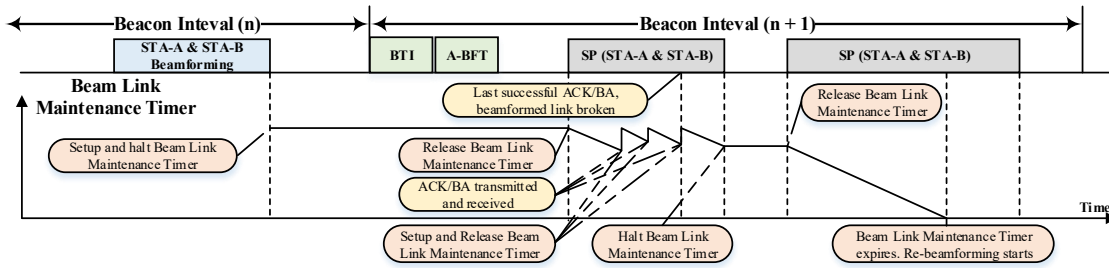 Beacon Inteval (n)
Beacon Inteval (n + 1)
STA-A & STA-B
Beamforming
BTI
A-BFT
SP (STA-A & STA-B)
SP (STA-A & STA-B)
Beam Link
Maintenance Timer
Last successful ACK/BA,
beamformed link broken
Release Beam Link
Maintenance Timer
Setup and halt Beam Link
Maintenance Timer
Release Beam Link
Maintenance Timer
ACK/BA transmitted
and received
Time
Setup and Release Beam
Link Maintenance Timer
Halt Beam Link
Maintenance Timer
Beam Link Maintenance Timer
expires. Re-beamforming starts